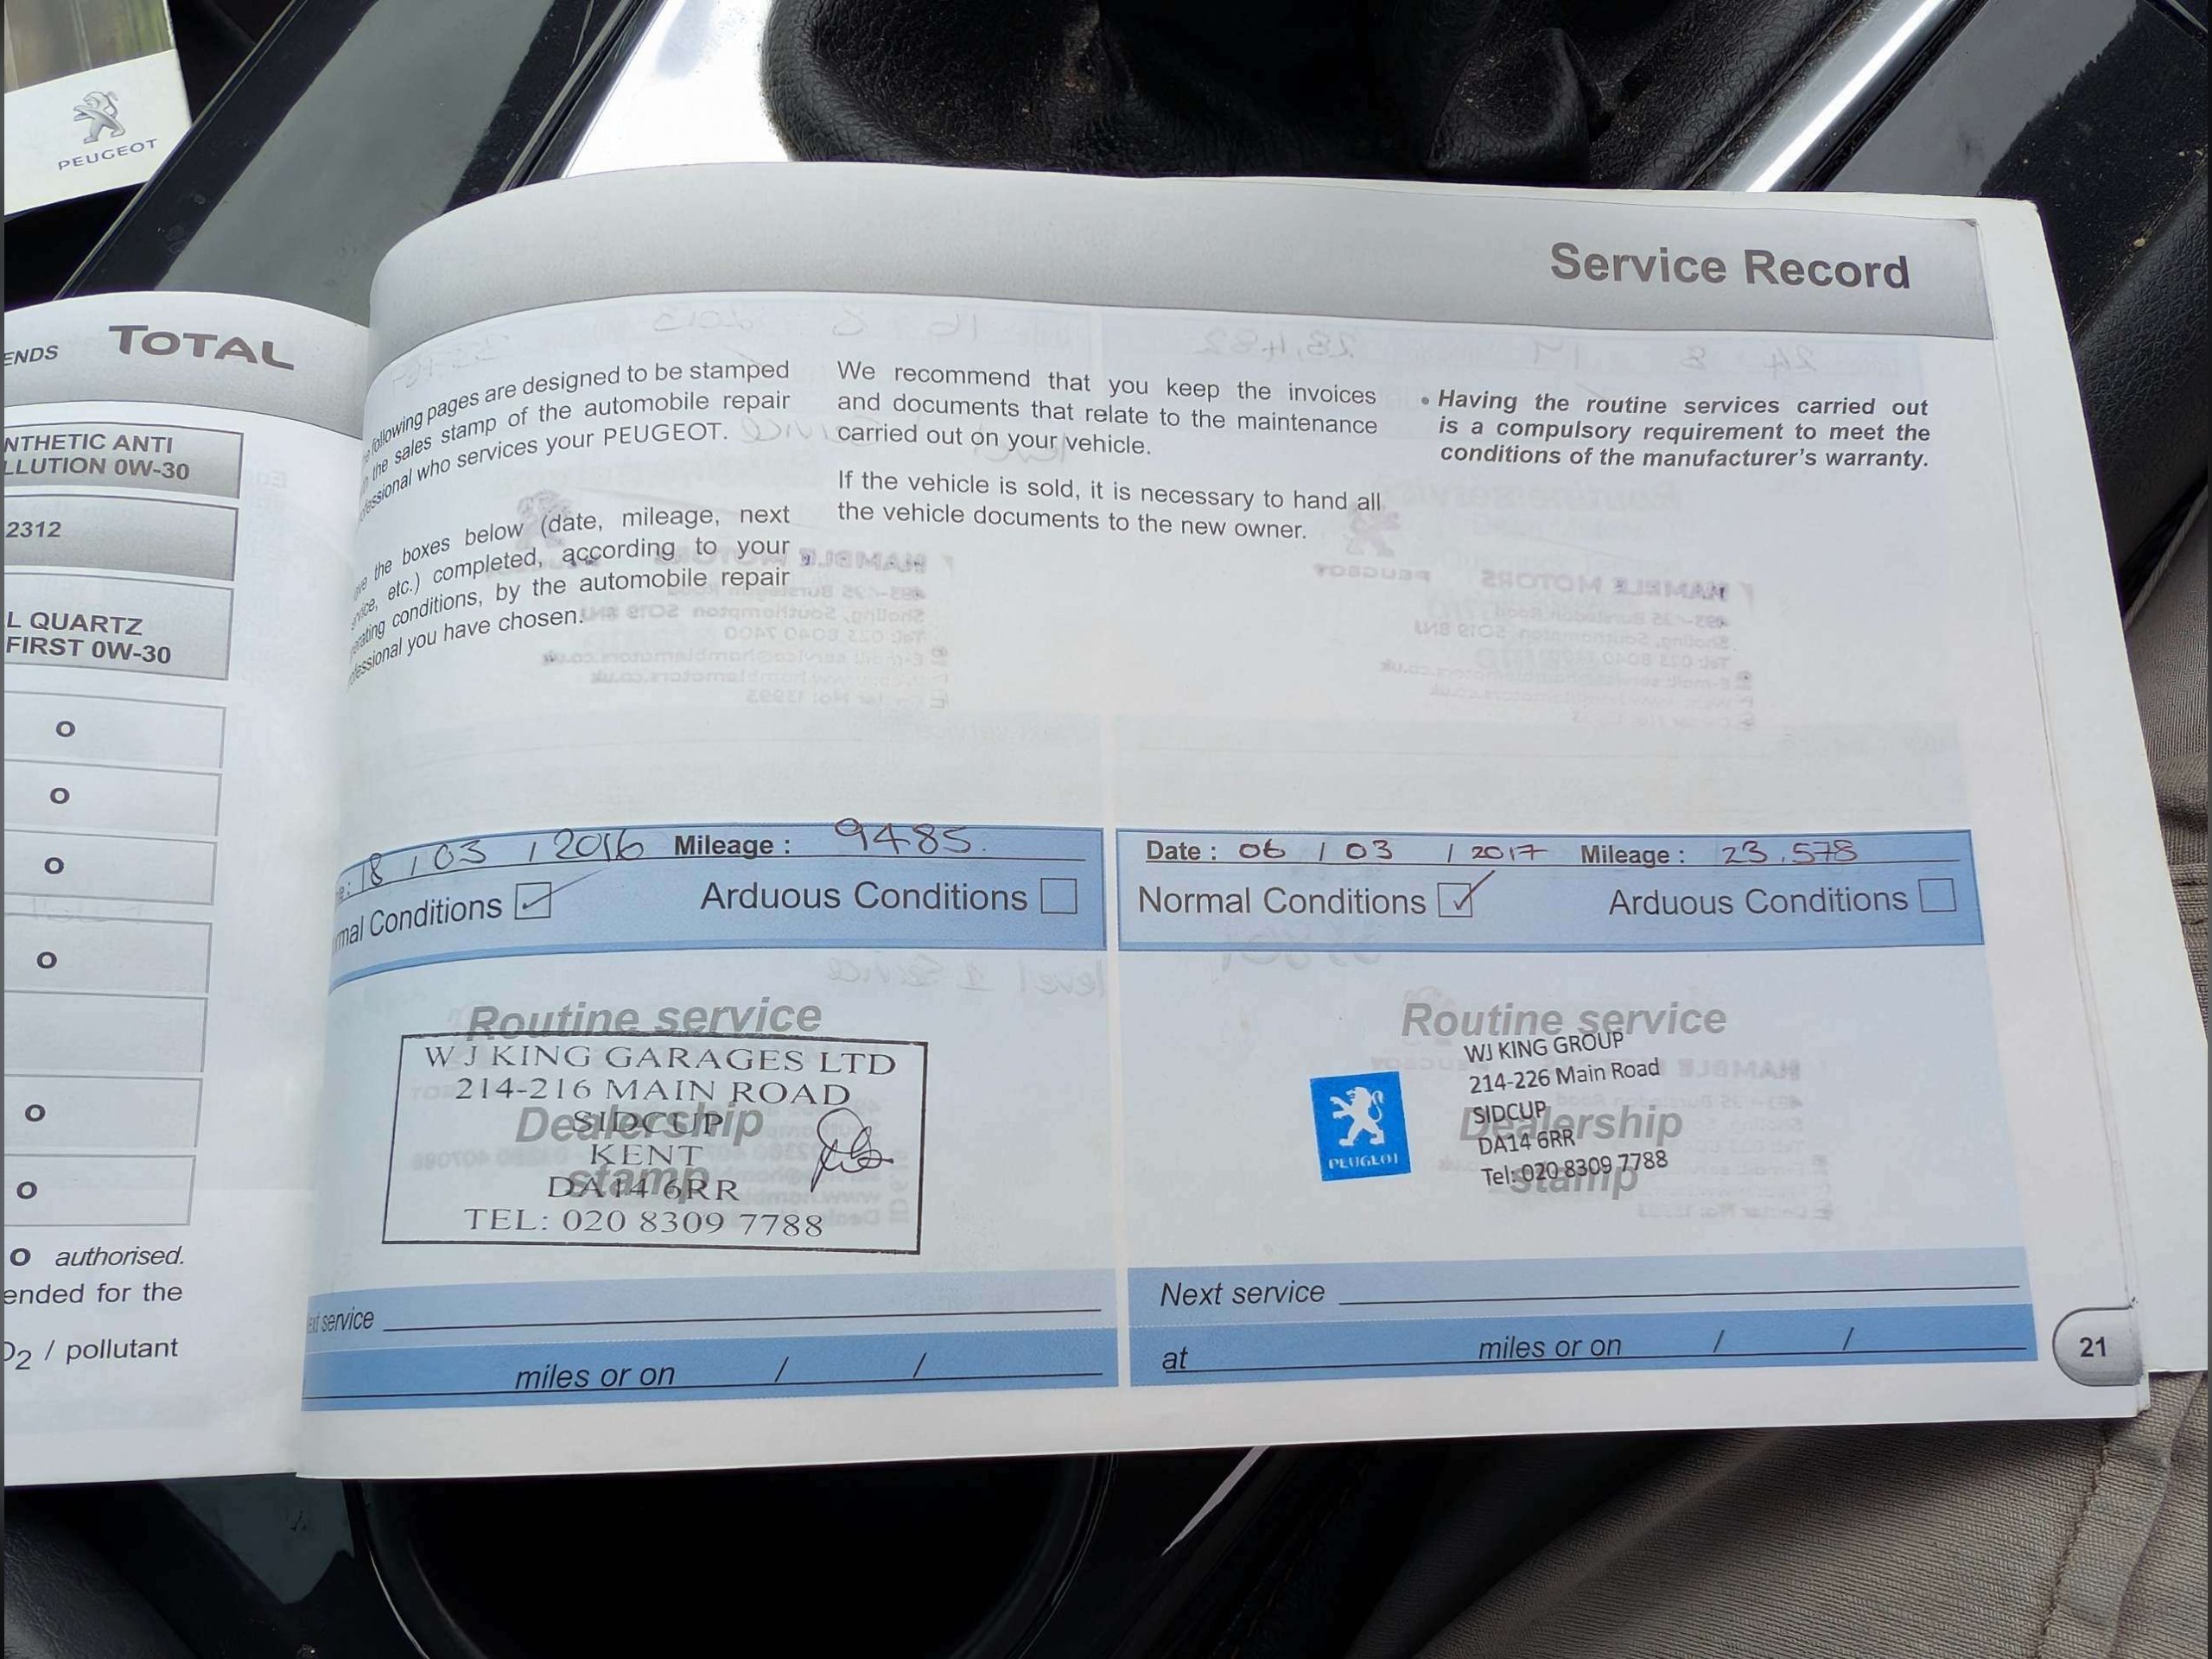 PEUGEOT
ENDS TOTAL
NTHETIC ANTI
LLUTION 0W-30
2312
L QUARTZ
FIRST 0W-30
O
O
O
O
O
O
O authorised.
ended for the
O2 / pollutant
Service Record
ollowing pages are designed to be stamped
the sales stamp of the automobile repair
ofessional who services your PEUGEOT.
the boxes below (date, mileage, next
vice, etc.) completed, according to your
erating conditions, by the automobile repair
ofessional you have chosen.
We recommend that you keep the invoices
and documents that relate to the maintenance
carried out on your vehicle.
If the vehicle is sold, it is necessary to hand all
the vehicle documents to the new owner.
• Having the routine services carried out
is a compulsory requirement to meet the
conditions of the manufacturer's warranty.
18 / 03 / 2016 Mileage : 9485.
mal Conditions Arduous Conditions
Routine service
Dealership
stamp
W J KING GARAGES LTD
214-216 MAIN ROAD
SIDCUP
KENT
DA14 6RR
TEL: 020 8309 7788
ext service
miles or on / /
Date : 06 / 03 / 2017 Mileage : 23,578
Normal Conditions Arduous Conditions
Routine service
Dealership
stamp
PEUGEOT
WJ KING GROUP
214-226 Main Road
SIDCUP
DA14 6RR
Tel: 020 8309 7788
Next service
at miles or on / /
21